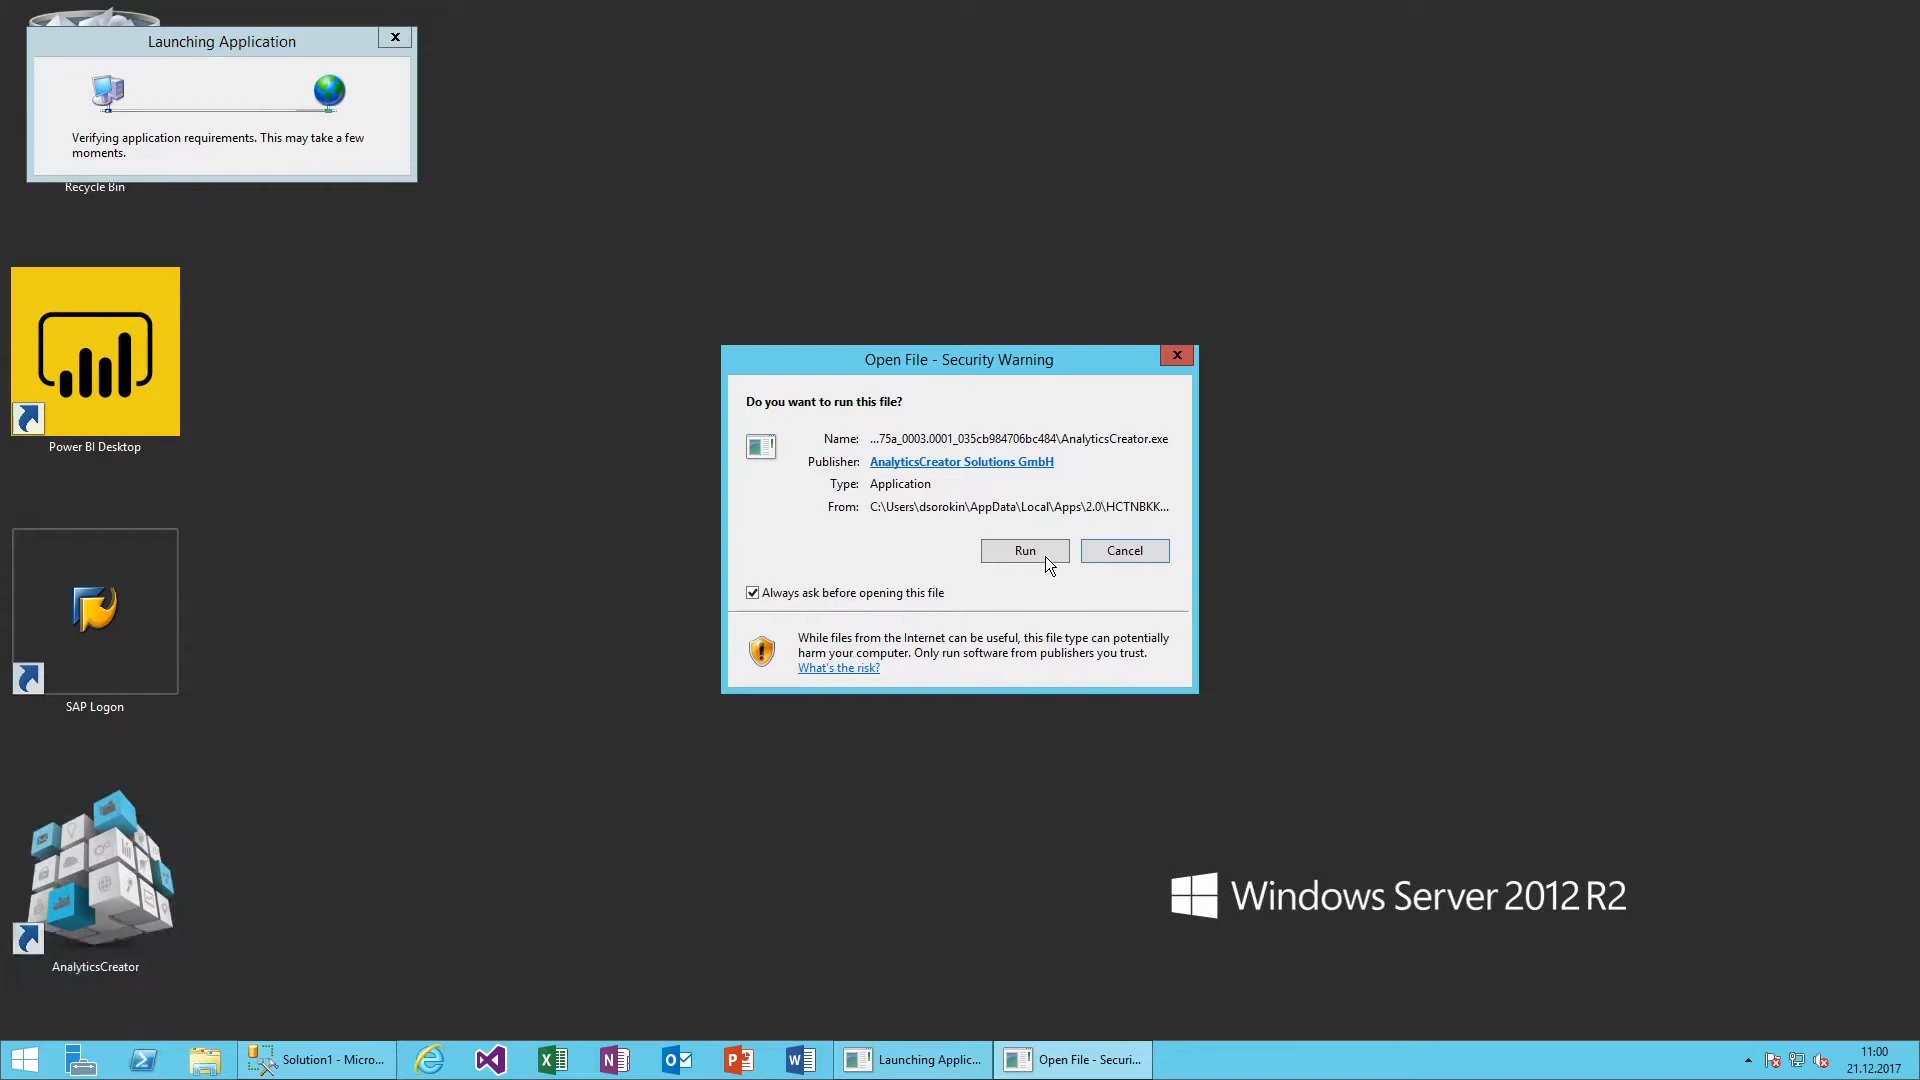 Launching Application
x
Verifying application requirements. This may take a few
moments.
Recycle Bin
Power BI Desktop
SAP Logon
AnalyticsCreator
Open File - Security Warning
x
Do you want to run this file?
Name: ...75a_0003.0001_035cb984706bc484\AnalyticsCreator.exe
Publisher: AnalyticsCreator Solutions GmbH
Type: Application
From: C:\Users\dsorokin\AppData\Local\Apps\2.0\HCTNBKK...
Run
Cancel
Always ask before opening this file
While files from the Internet can be useful, this file type can potentially
harm your computer. Only run software from publishers you trust.
What's the risk?
Windows Server 2012 R2
Solution1 - Micro...
Launching Applic...
Open File - Securi...
11:00
21.12.2017